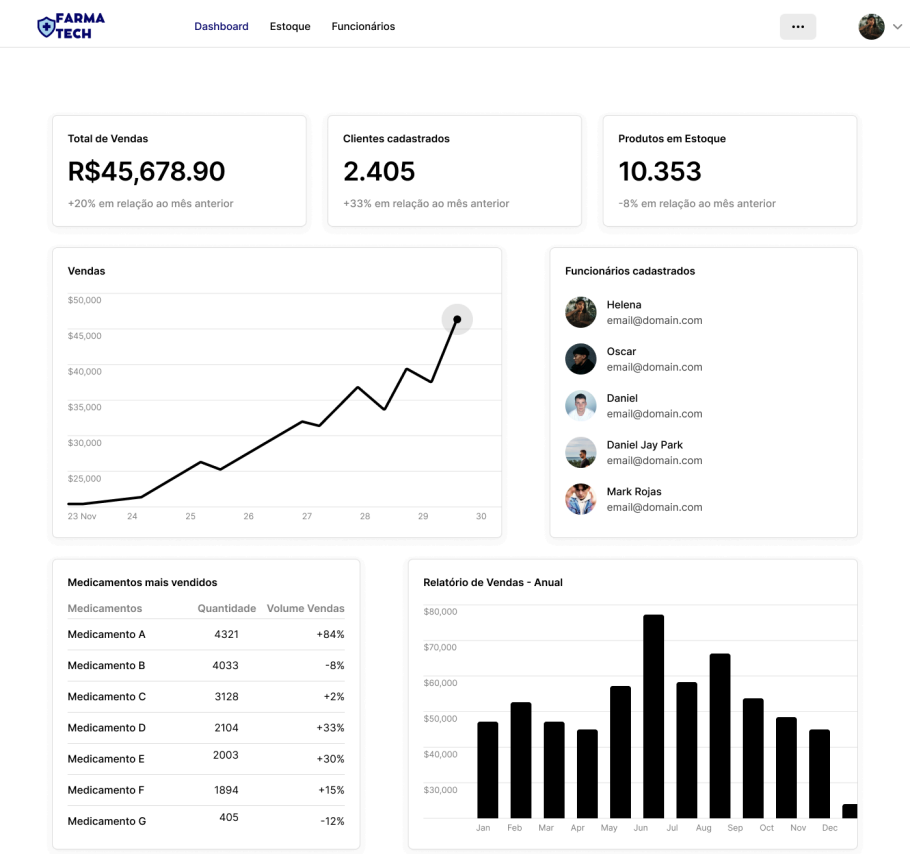 FARMA
TECH
Dashboard Estoque Funcionários
Total de Vendas
R$45,678.90
+20% em relação ao mês anterior
Clientes cadastrados
2.405
+33% em relação ao mês anterior
Produtos em Estoque
10.353
-8% em relação ao mês anterior
Vendas
$50,000
$45,000
$40,000
$35,000
$30,000
$25,000
23 Nov 24 25 26 27 28 29 30
Funcionários cadastrados
Helena
email@domain.com
Oscar
email@domain.com
Daniel
email@domain.com
Daniel Jay Park
email@domain.com
Mark Rojas
email@domain.com
Medicamentos mais vendidos
Medicamentos Quantidade Volume Vendas
Medicamento A 4321 +84%
Medicamento B 4033 -8%
Medicamento C 3128 +2%
Medicamento D 2104 +33%
Medicamento E 2003 +30%
Medicamento F 1894 +15%
Medicamento G 405 -12%
Relatório de Vendas - Anual
$80,000
$70,000
$60,000
$50,000
$40,000
$30,000
Jan Feb Mar Apr May Jun Jul Aug Sep Oct Nov Dec